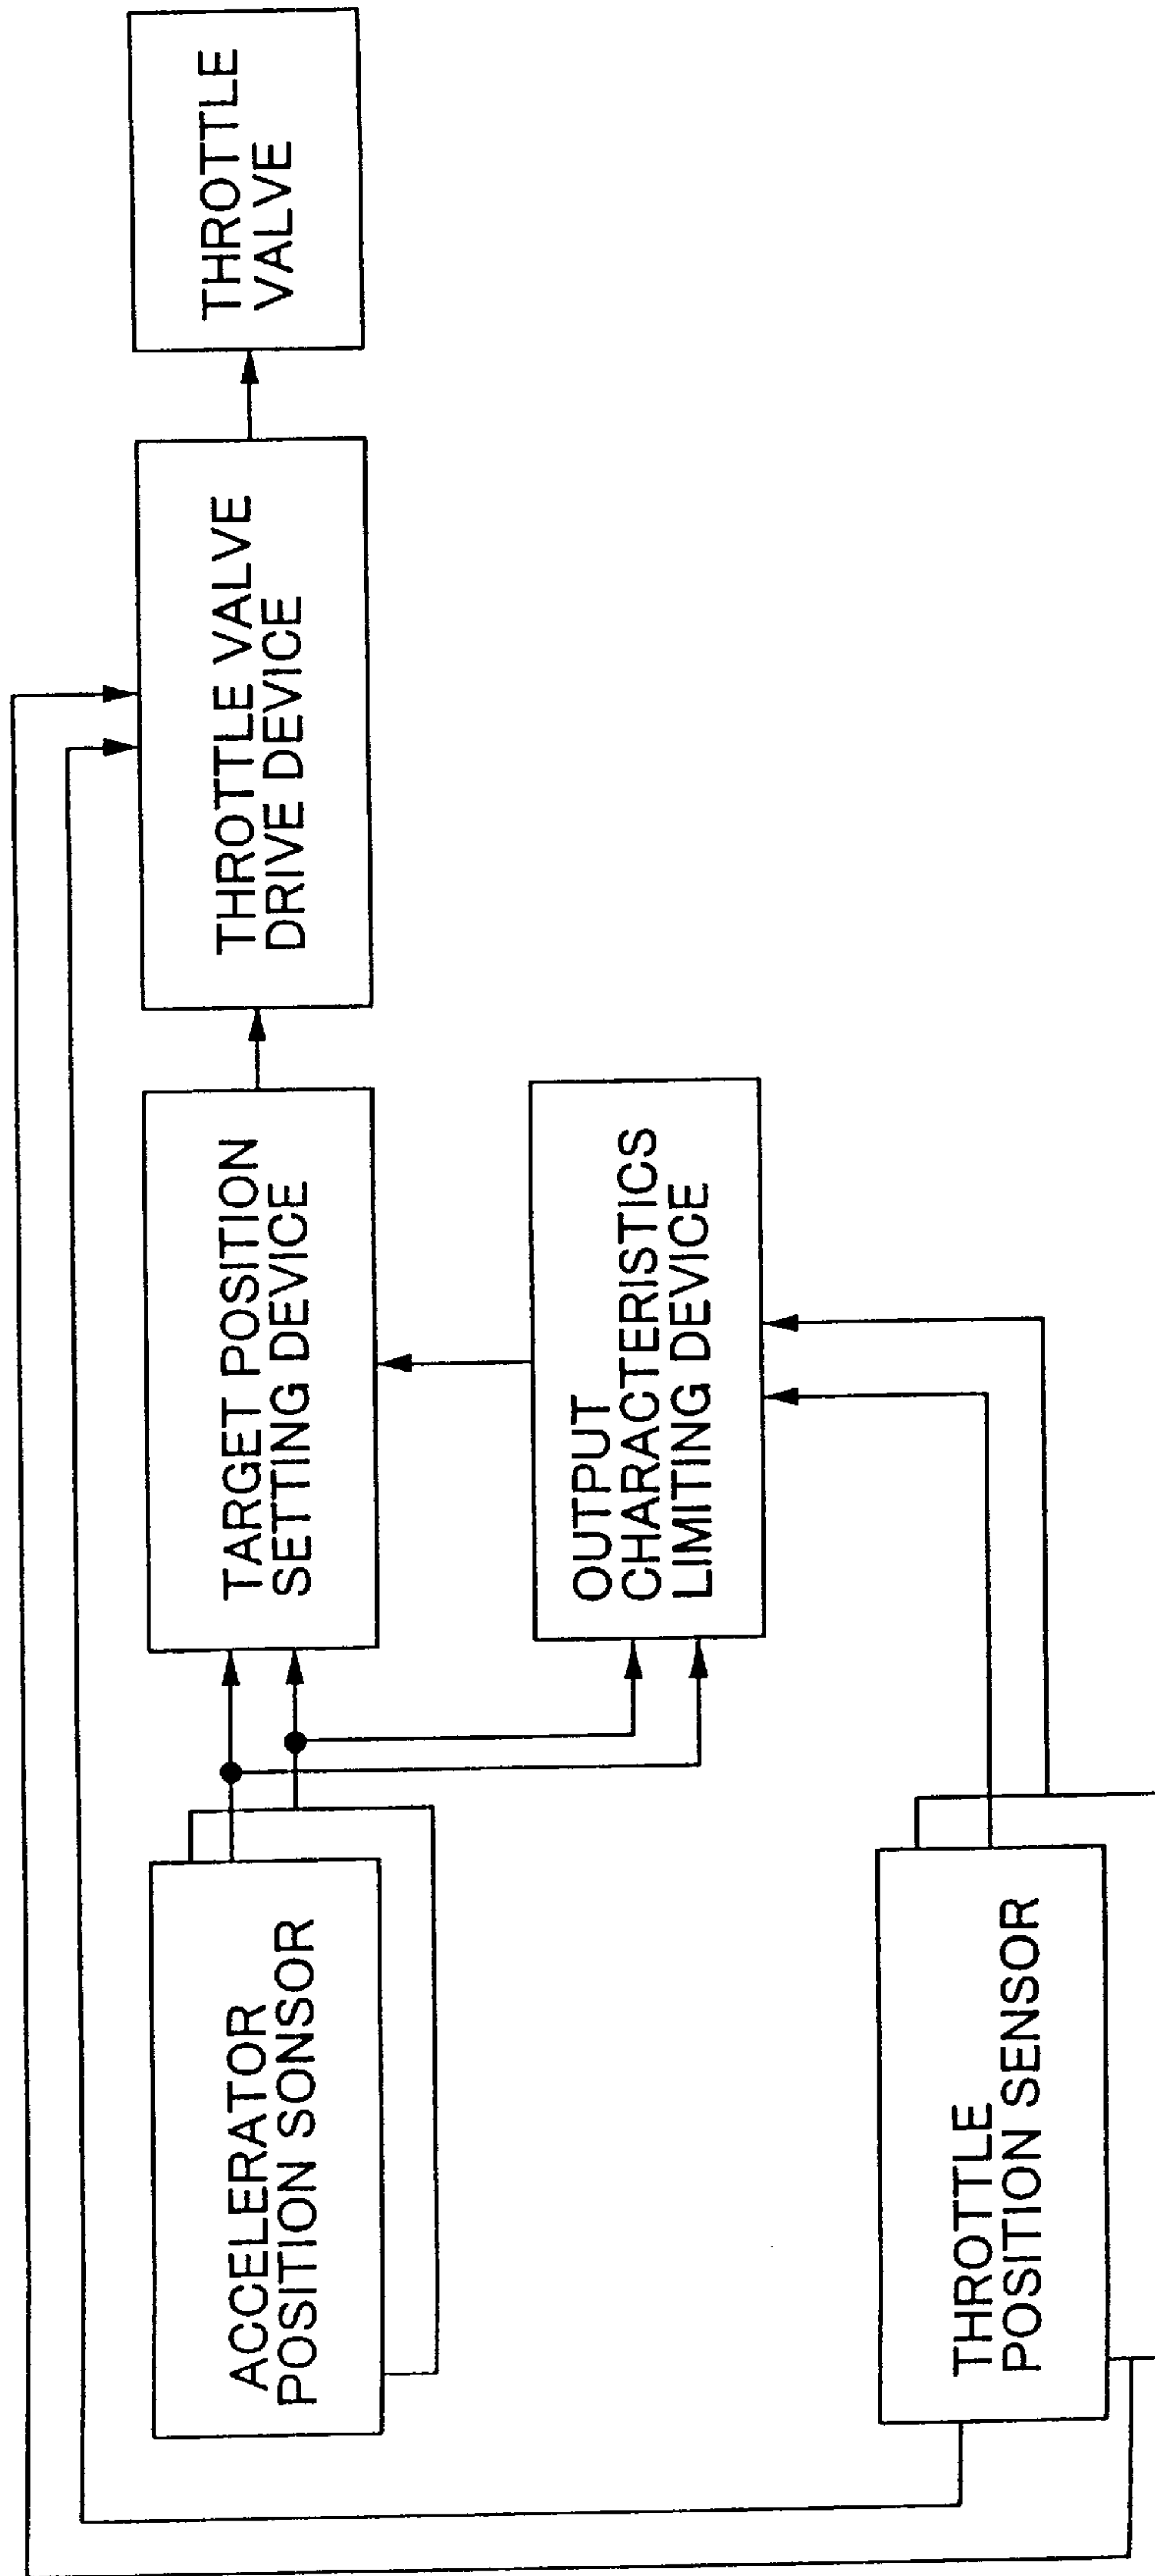 ACCELERATOR
POSITION SONSOR
TARGET POSITION
SETTING DEVICE
THROTTLE VALVE
DRIVE DEVICE
THROTTLE
VALVE
OUTPUT
CHARACTERISTICS
LIMITING DEVICE
THROTTLE
POSITION SENSOR